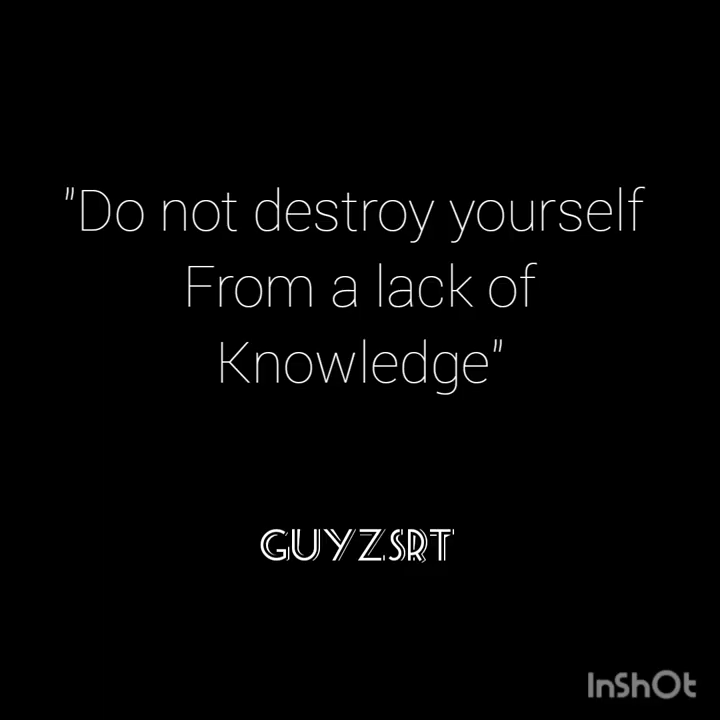 "Do not destroy yourself
From a lack of
Knowledge"
GUYZSRT
InShOt